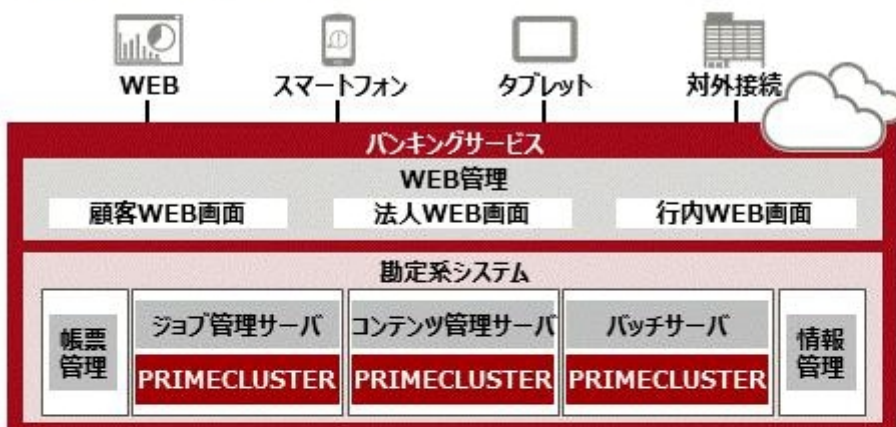 WEB
スマートフォン
タブレット
対外接続
バンキングサービス
WEB管理
顧客WEB画面
法人WEB画面
行内WEB画面
勘定系システム
帳票
管理
ジョブ管理サーバ
コンテンツ管理サーバ
バッチサーバ
情報
管理
PRIMECLUSTER
PRIMECLUSTER
PRIMECLUSTER